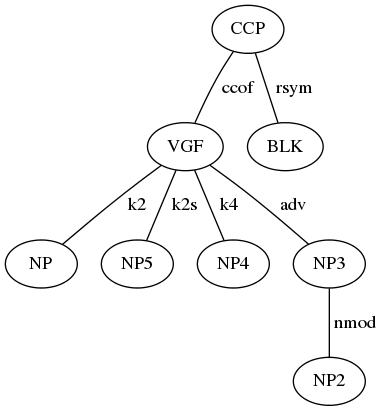 CCP
ccof rsym
VGF BLK
k2 k2s k4 adv
NP NP5 NP4 NP3
nmod
NP2